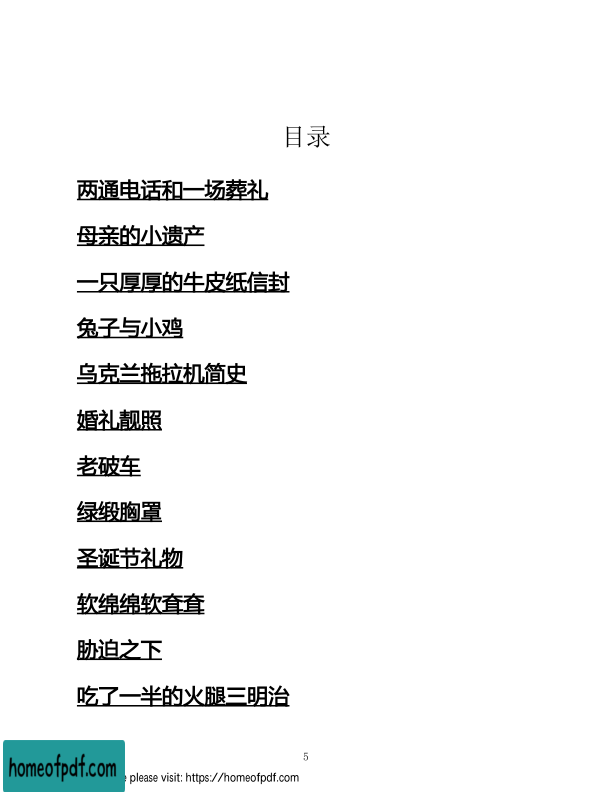 目录
两通电话和一场葬礼
母亲的小遗产
一只厚厚的牛皮纸信封
兔子与小鸡
乌克兰拖拉机简史
婚礼靓照
老破车
绿缎胸罩
圣诞节礼物
软绵绵软耷耷
胁迫之下
吃了一半的火腿三明治
5
homeofpdf.com
e please visit: https://homeofpdf.com